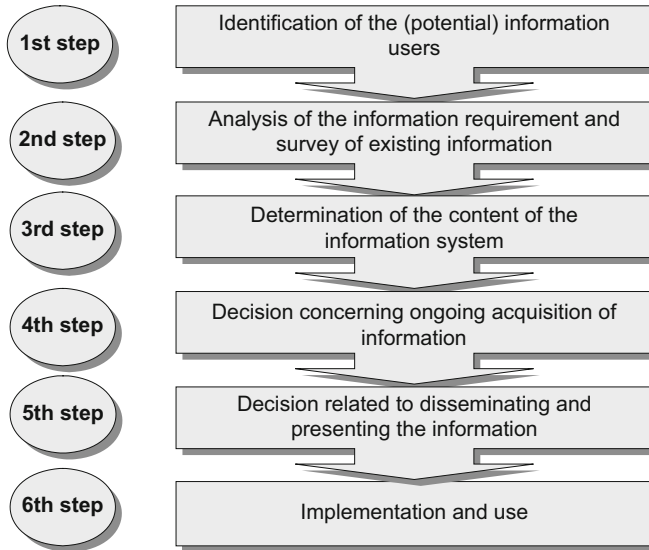 1st step
Identification of the (potential) information
users
2nd step
Analysis of the information requirement and
survey of existing information
3rd step
Determination of the content of the
information system
4th step
Decision concerning ongoing acquisition of
information
5th step
Decision related to disseminating and
presenting the information
6th step
Implementation and use